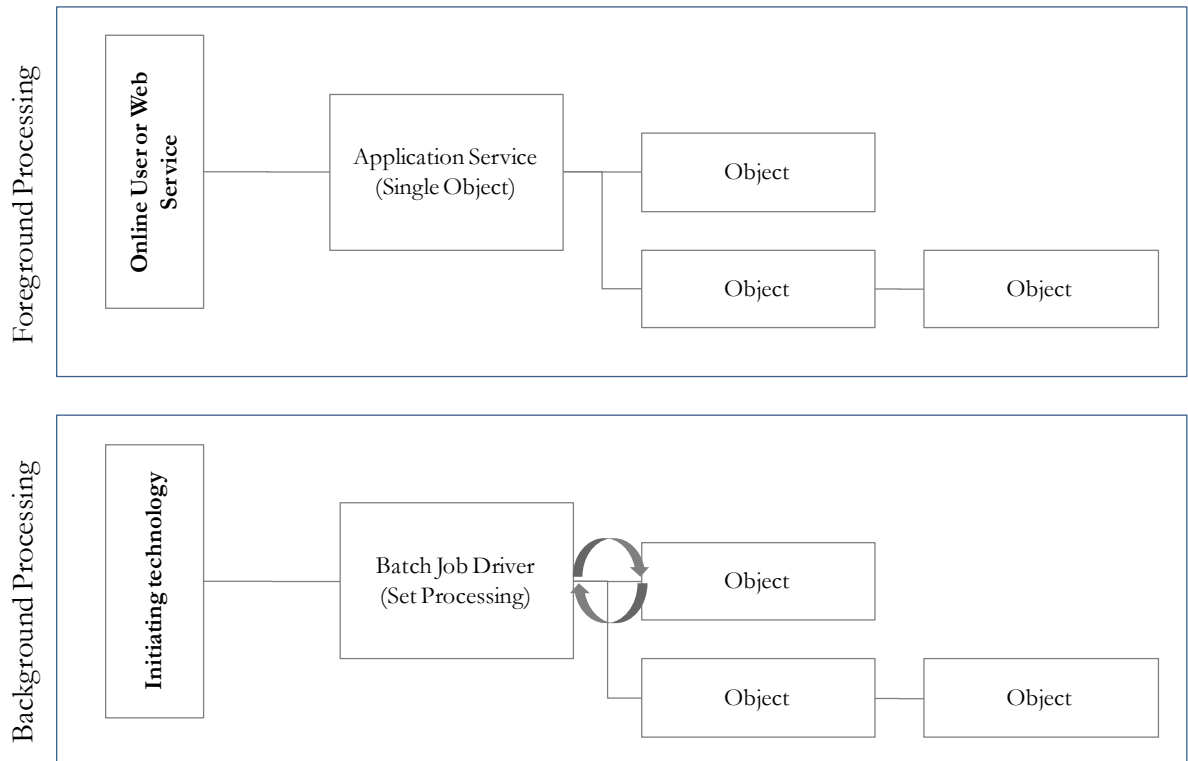 Foreground Processing
Online User or Web
Service
Application Service
(Single Object)
Object
Object
Object
Background Processing
Initiating technology
Batch Job Driver
(Set Processing)
Object
Object
Object